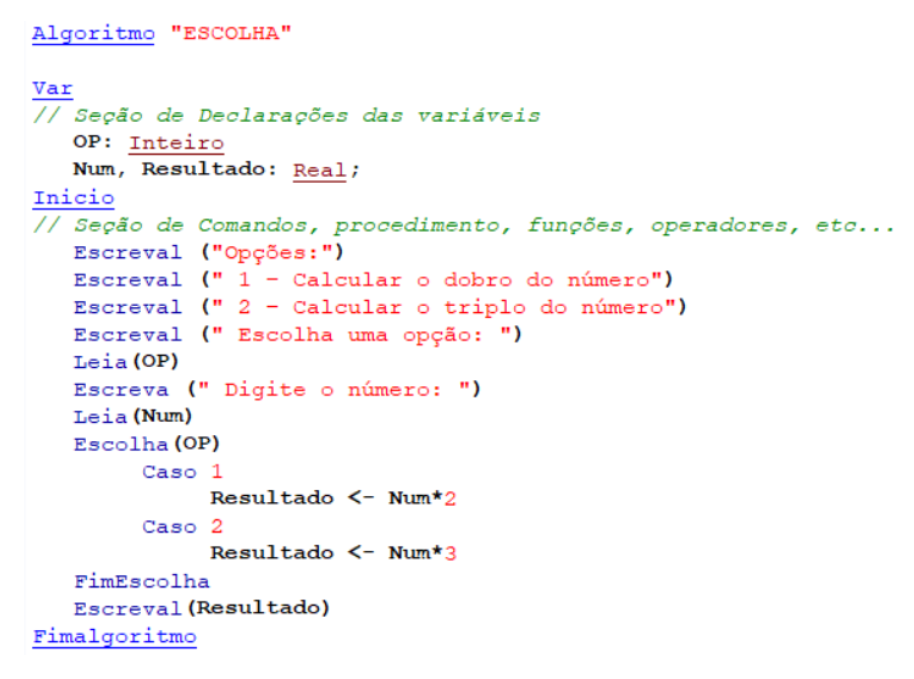 Algoritmo "ESCOLHA"
Var
// Seção de Declarações das variáveis
OP: Inteiro
Num, Resultado: Real;
Inicio
// Seção de Comandos, procedimento, funções, operadores, etc...
Escreval ("Opções:")
Escreval (" 1 - Calcular o dobro do número")
Escreval (" 2 - Calcular o triplo do número")
Escreval (" Escolha uma opção: ")
Leia(OP)
Escreva (" Digite o número: ")
Leia(Num)
Escolha(OP)
Caso 1
Resultado <- Num*2
Caso 2
Resultado <- Num*3
FimEscolha
Escreval(Resultado)
Fimalgoritmo